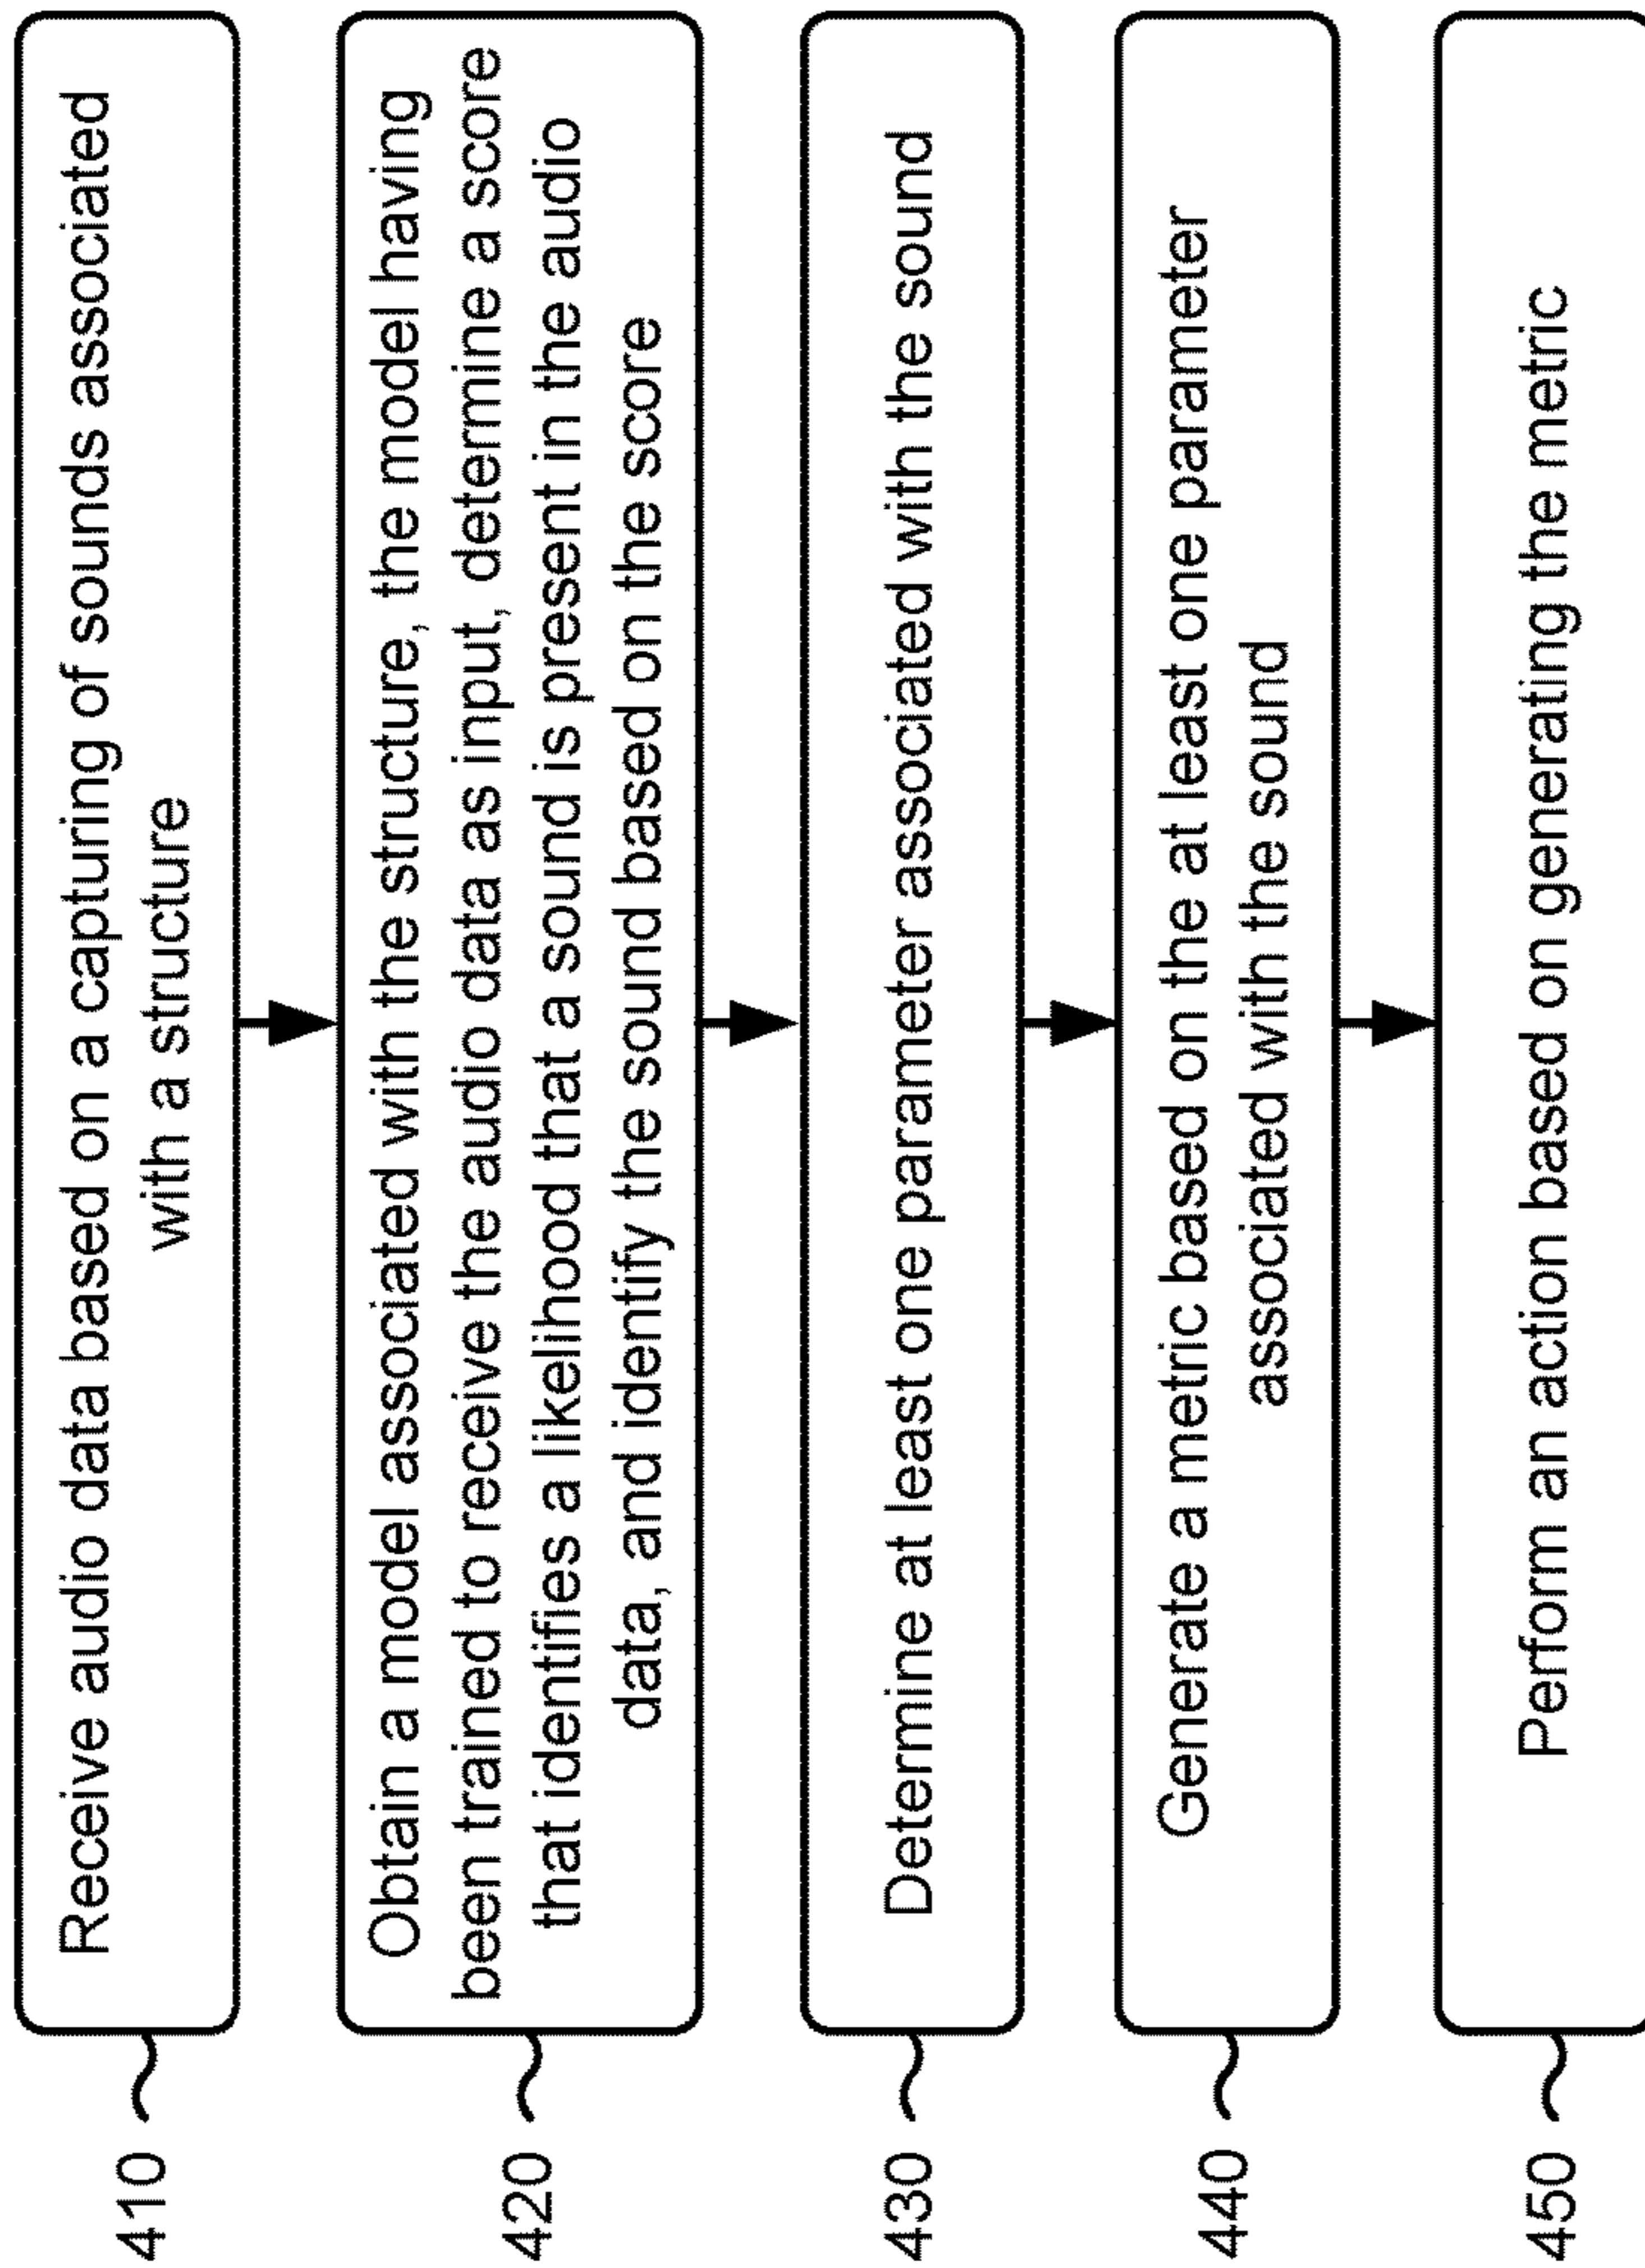 410
Receive audio data based on a capturing of sounds associated
with a structure
420
Obtain a model associated with the structure, the model having
been trained to receive the audio data as input, determine a score
that identifies a likelihood that a sound is present in the audio
data, and identify the sound based on the score
430
Determine at least one parameter associated with the sound
440
Generate a metric based on the at least one parameter
associated with the sound
450
Perform an action based on generating the metric